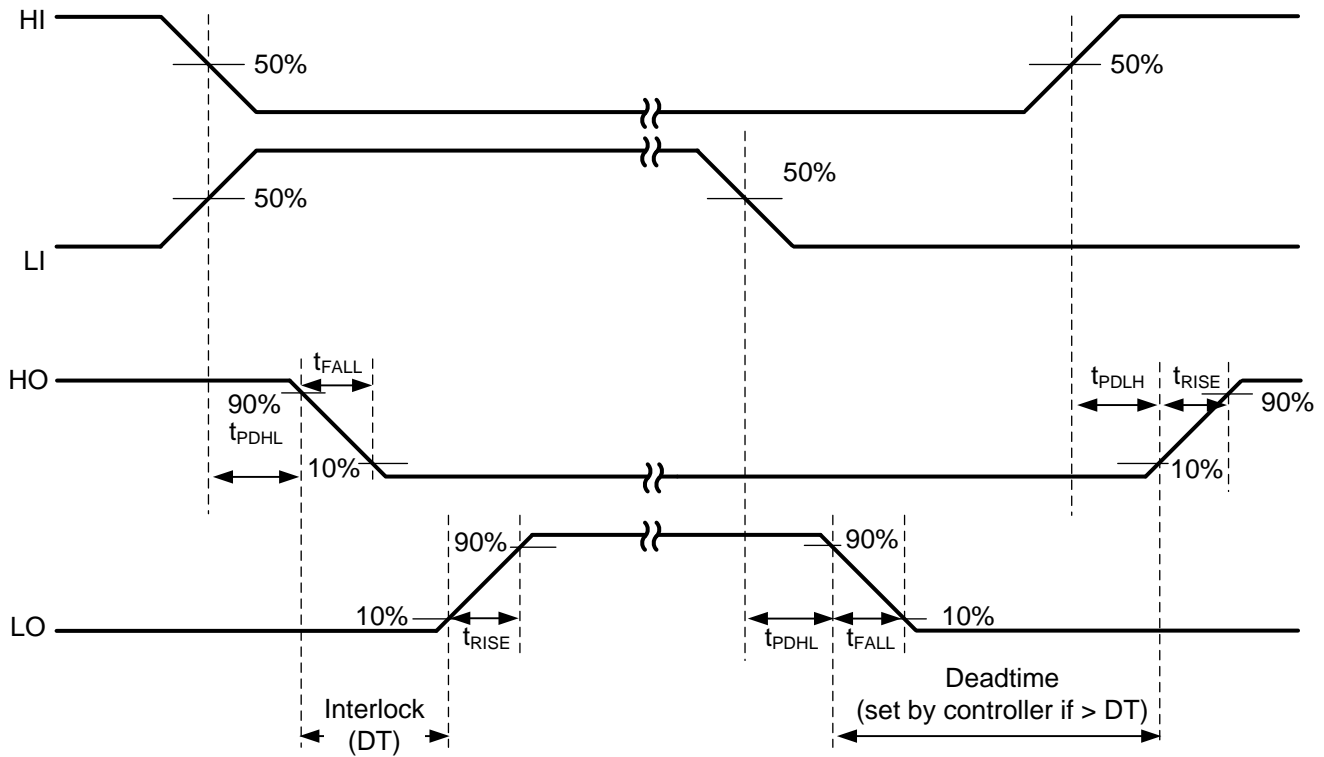 HI
50%
50%
50%
50%
LI
HO
90%
tFALL
tPDHL
10%
tPDLH
tRISE
90%
10%
LO
10%
90%
tRISE
90%
tPDHL
tFALL
10%
Interlock
(DT)
Deadtime
(set by controller if > DT)